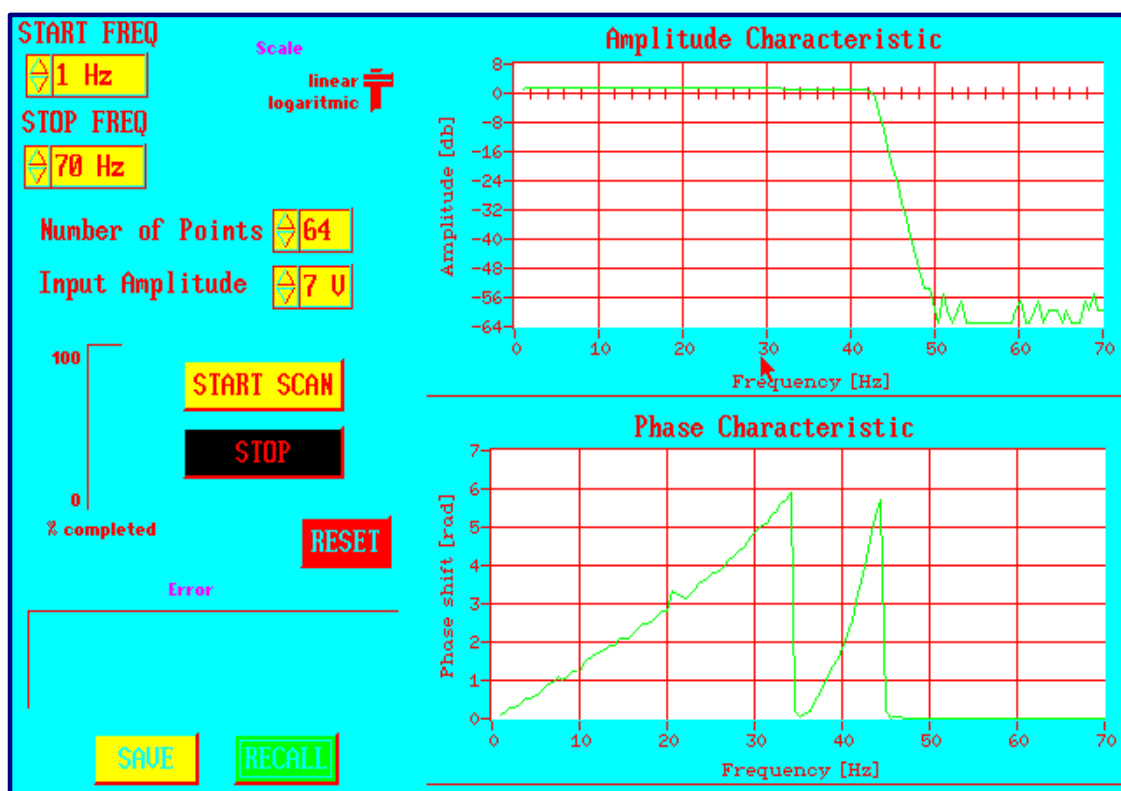 START FREQ
1 Hz
STOP FREQ
70 Hz
Scale
linear
logaritmic
Number of Points 64
Input Amplitude 7 V
100
0
% completed
START SCAN
STOP
RESET
Error
SAVE
RECALL
Amplitude Characteristic
Amplitude [db]
8
0
-8
-16
-24
-32
-40
-48
-56
-64
0 10 20 30 40 50 60 70
Frequency [Hz]
Phase Characteristic
Phase shift [rad]
7
6
5
4
3
2
1
0
0 10 20 30 40 50 60 70
Frequency [Hz]